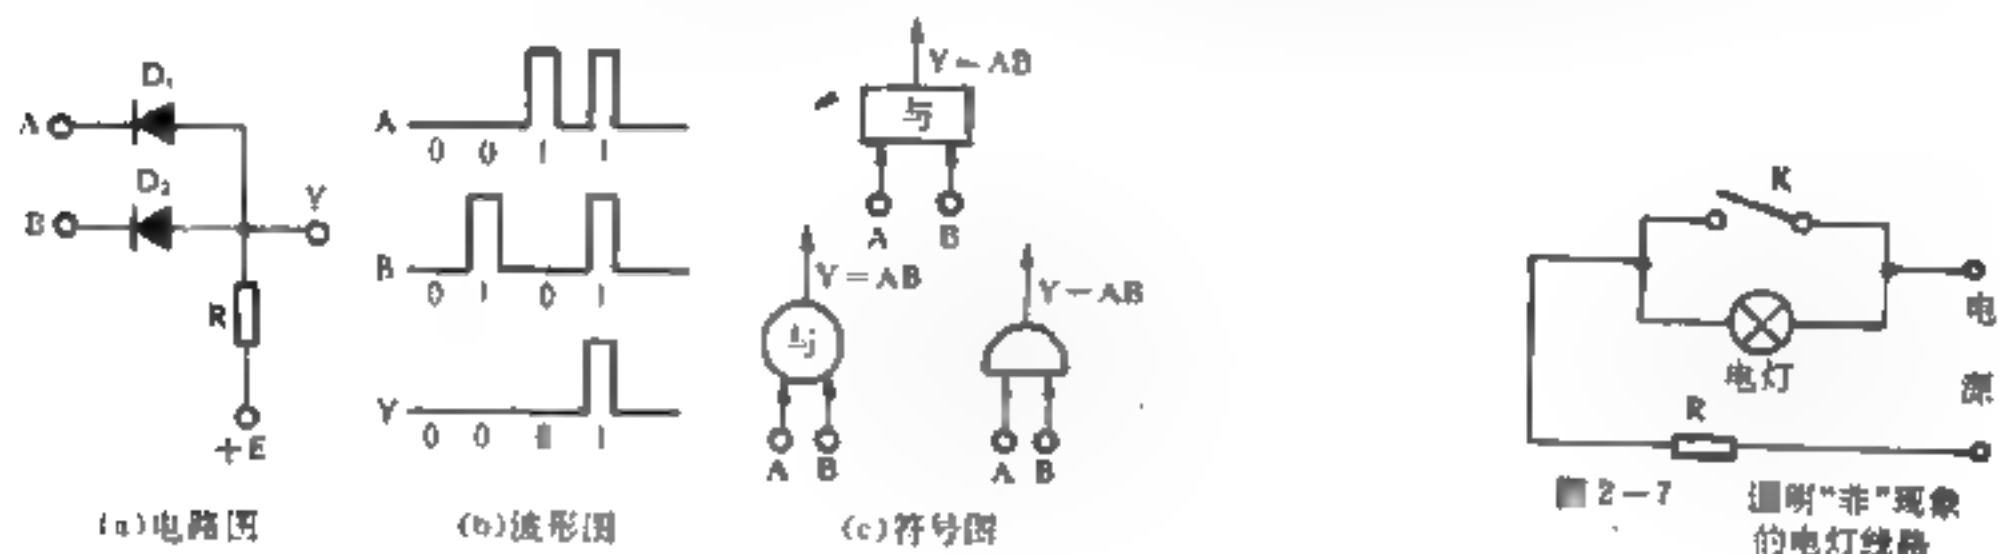 D₁
A
D₂
B
Y
R
+E
(a)电路图
A
0 0 1 1
B
0 1 0 1
Y
0 0 1
(b)波形图
Y=AB
与
A B
Y=AB
与
A B
Y=AB
A B
(c)符号图
K
电灯
电
源
R
图2-7 说明“非”现象
的电灯线路